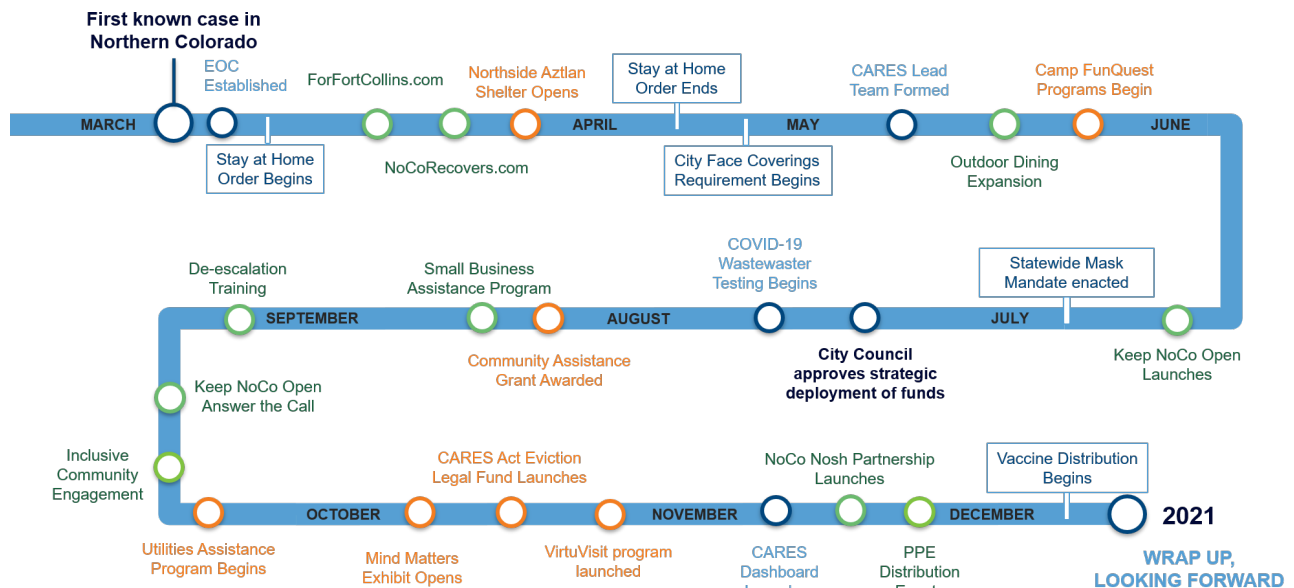 First known case in
Northern Colorado
EOC
Established
ForFortCollins.com
Northside Aztlan
Shelter Opens
Stay at Home
Order Ends
CARES Lead
Team Formed
Camp FunQuest
Programs Begin
MARCH
APRIL
MAY
JUNE
Stay at Home
Order Begins
NoCoRecovers.com
City Face Coverings
Requirement Begins
Outdoor Dining
Expansion
De-escalation
Training
Small Business
Assistance Program
COVID-19
Wastewaster
Testing Begins
Statewide Mask
Mandate enacted
SEPTEMBER
AUGUST
JULY
Community Assistance
Grant Awarded
City Council
approves strategic
deployment of funds
Keep NoCo Open
Launches
Keep NoCo Open
Answer the Call
Inclusive
Community
Engagement
CARES Act Eviction
Legal Fund Launches
NoCo Nosh Partnership
Launches
Vaccine Distribution
Begins
OCTOBER
NOVEMBER
DECEMBER
2021
Utilities Assistance
Program Begins
Mind Matters
Exhibit Opens
VirtuVisit program
launched
CARES
Dashboard
PPE
Distribution
WRAP UP,
LOOKING FORWARD